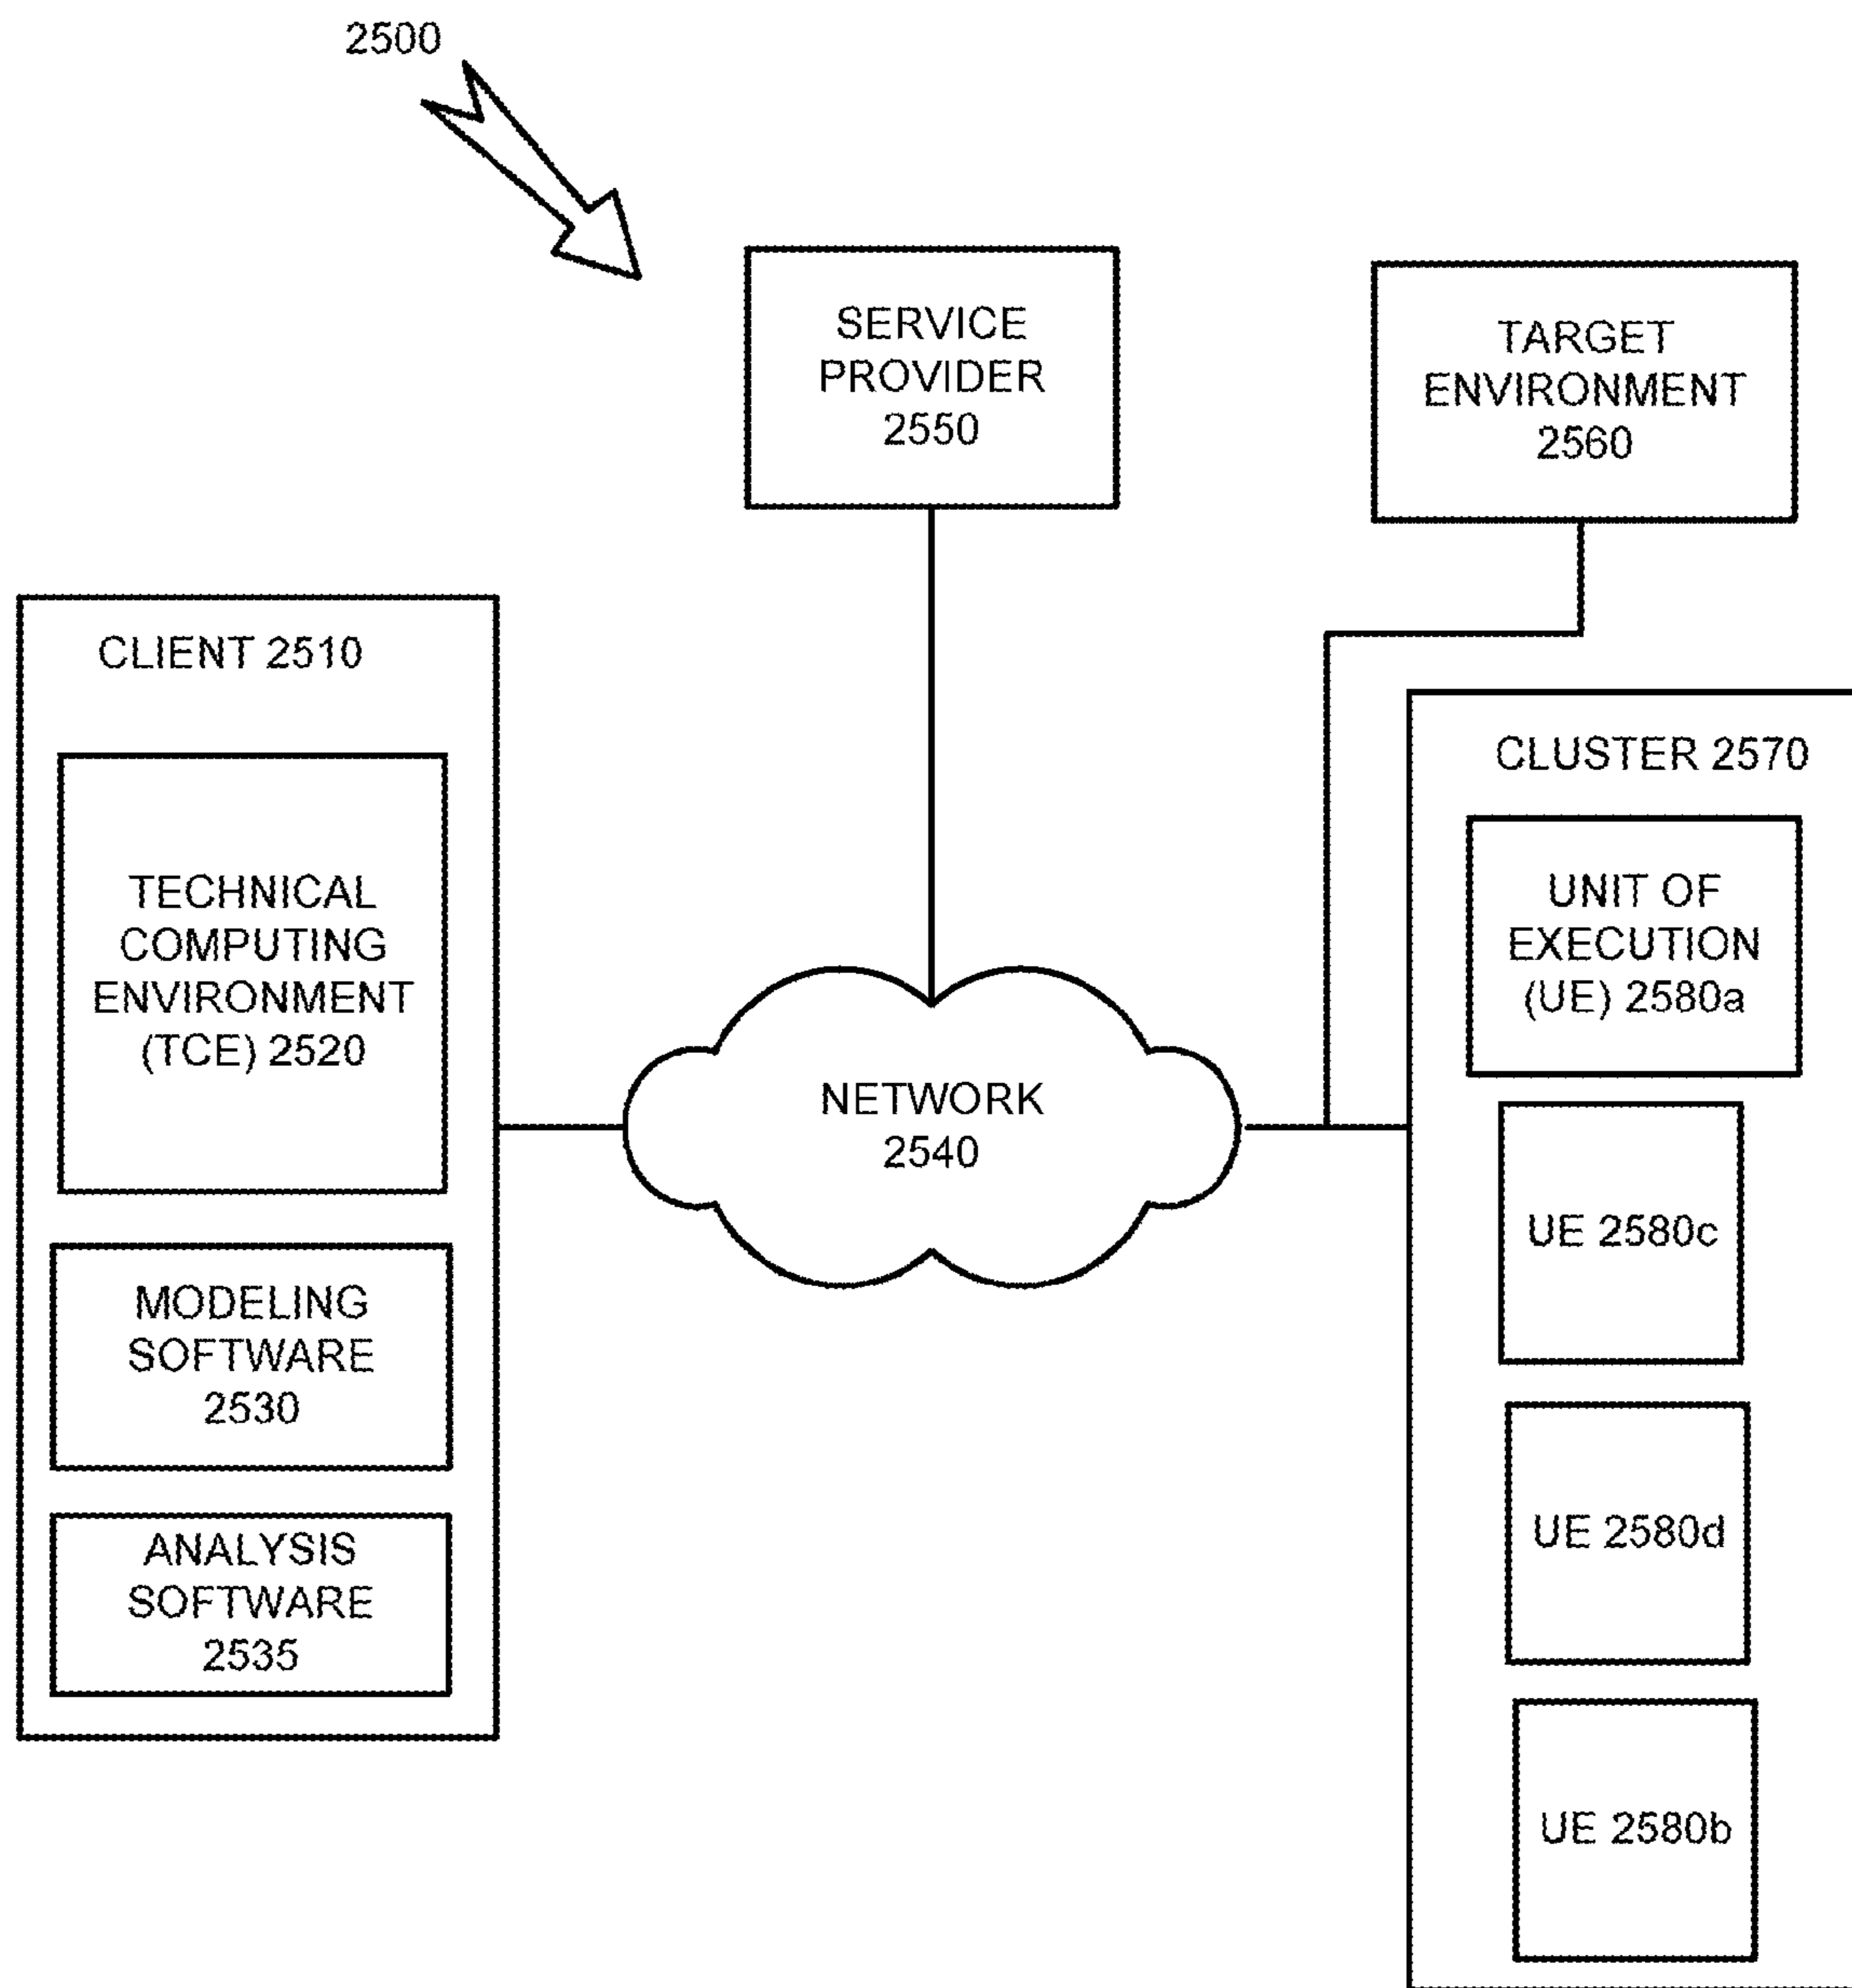 2500
SERVICE
PROVIDER
2550
TARGET
ENVIRONMENT
2560
CLIENT 2510
TECHNICAL
COMPUTING
ENVIRONMENT
(TCE) 2520
MODELING
SOFTWARE
2530
ANALYSIS
SOFTWARE
2535
NETWORK
2540
CLUSTER 2570
UNIT OF
EXECUTION
(UE) 2580a
UE 2580c
UE 2580d
UE 2580b